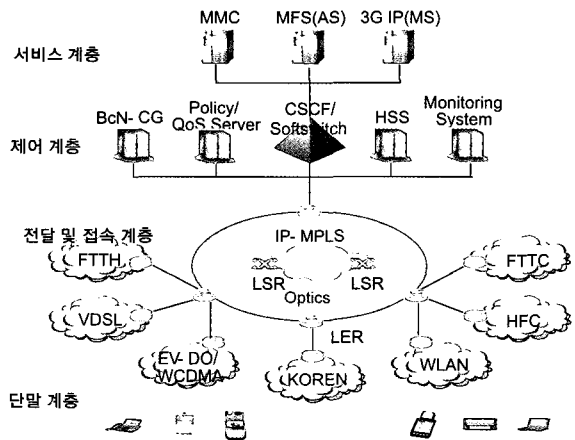 MMC MFS(AS) 3G IP(MS)
서비스 계층
BcN- CG Policy/ QoS Server CSCF/ Softswitch HSS Monitoring System
제어 계층
전달 및 접속 계층
IP- MPLS
FTTH
FTTC
LSR LSR
Optics
VDSL
HFC
LER
EV- DO/ WCDMA
KOREN
WLAN
단말 계층